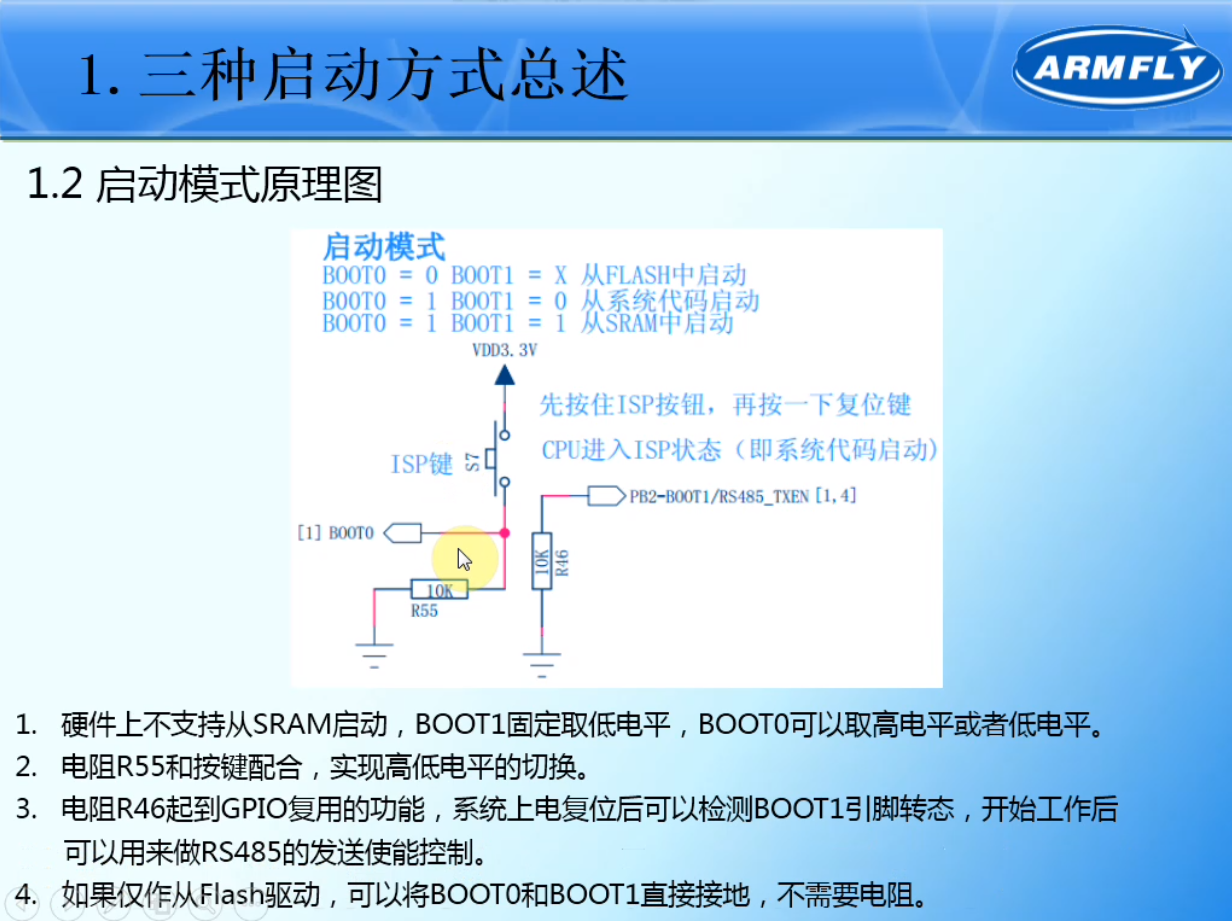 1. 三种启动方式总述
ARMFLY
1.2 启动模式原理图
启动模式
BOOT0 = 0 BOOT1 = X 从FLASH中启动
BOOT0 = 1 BOOT1 = 0 从系统代码启动
BOOT0 = 1 BOOT1 = 1 从SRAM中启动
VDD3.3V
先按住ISP按钮，再按一下复位键
CPU进入ISP状态（即系统代码启动)
ISP键
S7
PB2-BOOT1/RS485_TXEN [1,4]
[1] BOOT0
10K
R46
10K
R55
1. 硬件上不支持从SRAM启动，BOOT1固定取低电平，BOOT0可以取高电平或者低电平。
2. 电阻R55和按键配合，实现高低电平的切换。
3. 电阻R46起到GPIO复用的功能，系统上电复位后可以检测BOOT1引脚转态，开始工作后
可以用来做RS485的发送使能控制。
4. 如果仅作从Flash驱动，可以将BOOT0和BOOT1直接接地，不需要电阻。